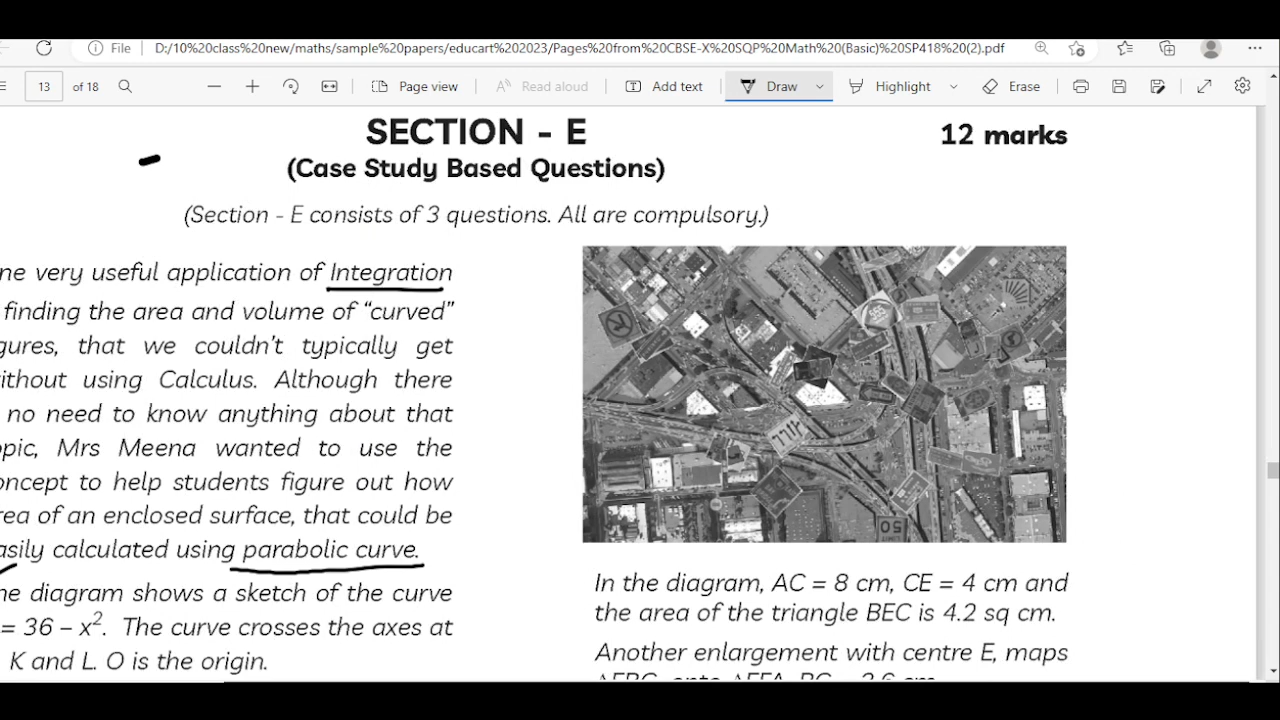 File
D:/10%20class%20new/maths/sample%20papers/educart%202023/Pages%20from%20CBSE-X%20SQP%20Math%20(Basic)%20SP418%20(2).pdf
13 of 18
Page view
Read aloud
Add text
Draw
Highlight
Erase
SECTION - E
12 marks
(Case Study Based Questions)
(Section - E consists of 3 questions. All are compulsory.)
ne very useful application of Integration
finding the area and volume of “curved”
gures, that we couldn’t typically get
ithout using Calculus. Although there
no need to know anything about that
opic, Mrs Meena wanted to use the
oncept to help students figure out how
rea of an enclosed surface, that could be
asily calculated using parabolic curve.
he diagram shows a sketch of the curve
= 36 – x². The curve crosses the axes at
K and L. O is the origin.
In the diagram, AC = 8 cm, CE = 4 cm and
the area of the triangle BEC is 4.2 sq cm.
Another enlargement with centre E, maps